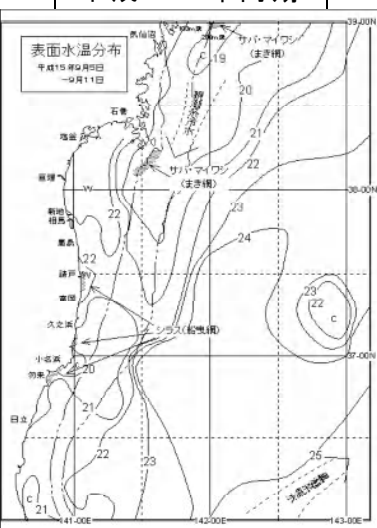 表面水温分布
平成15年9月5日
－9月11日
気仙沼
39-00N
サバ・マイワシ
(まき網)
C
19
20
21
22
石巻
塩釜
サバ・マイワシ
(まき網)
亘理
W
38-00N
22
23
24
新地
相馬
鹿島
22
請戸
W
富岡
23
22
C
久之浜
シラス(船曳網)
37-00N
小名浜
勿来
20
21
日立
22
23
25
C
21
141-00E
142-00E
143-00E